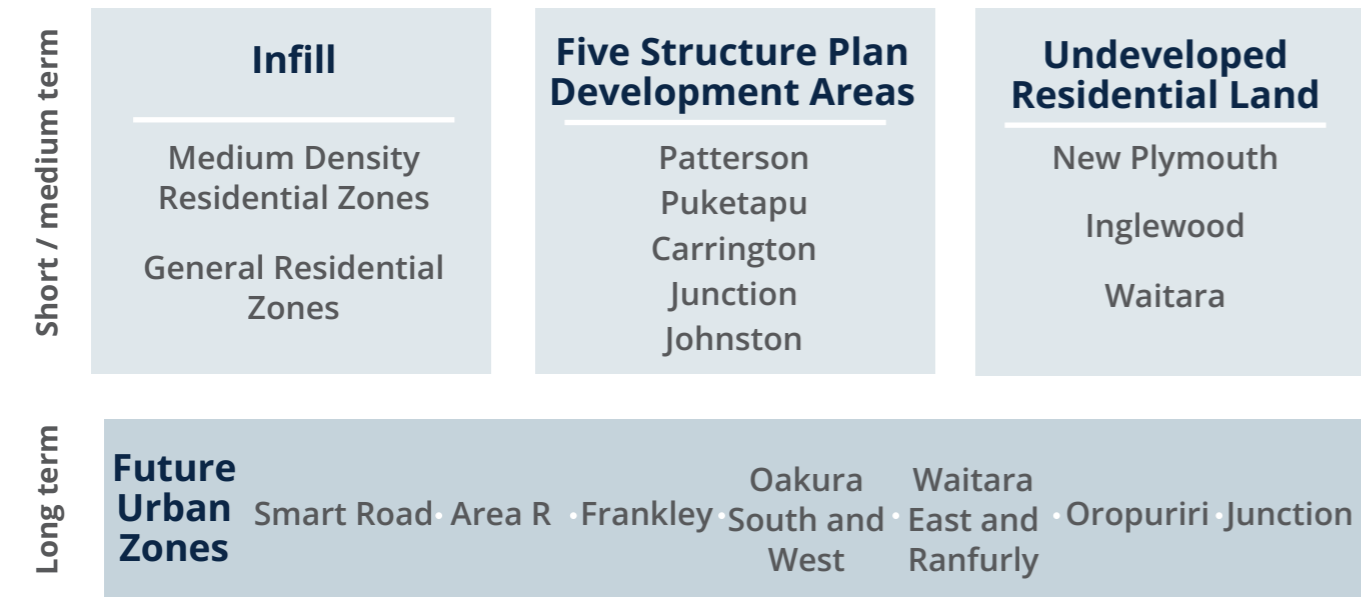 Short / medium term
Infill
Medium Density
Residential Zones
General Residential
Zones
Five Structure Plan
Development Areas
Patterson
Puketapu
Carrington
Junction
Johnston
Undeveloped
Residential Land
New Plymouth
Inglewood
Waitara
Long term
Future
Urban
Zones
Smart Road
Area R
Frankley
Oakura
South and
West
Waitara
East and
Ranfurly
Oropuriri
Junction